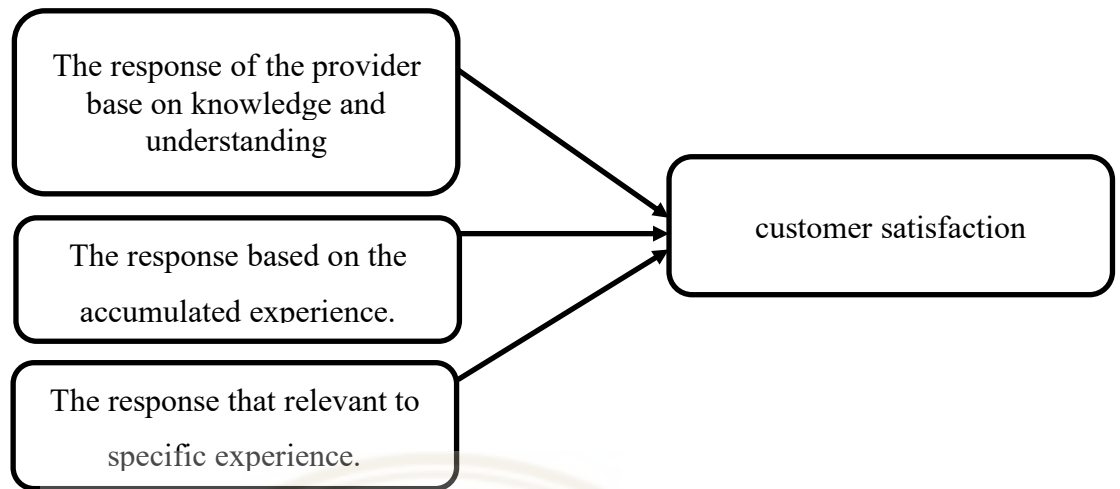 The response of the provider
base on knowledge and
understanding
The response based on the
accumulated experience.
The response that relevant to
specific experience.
customer satisfaction